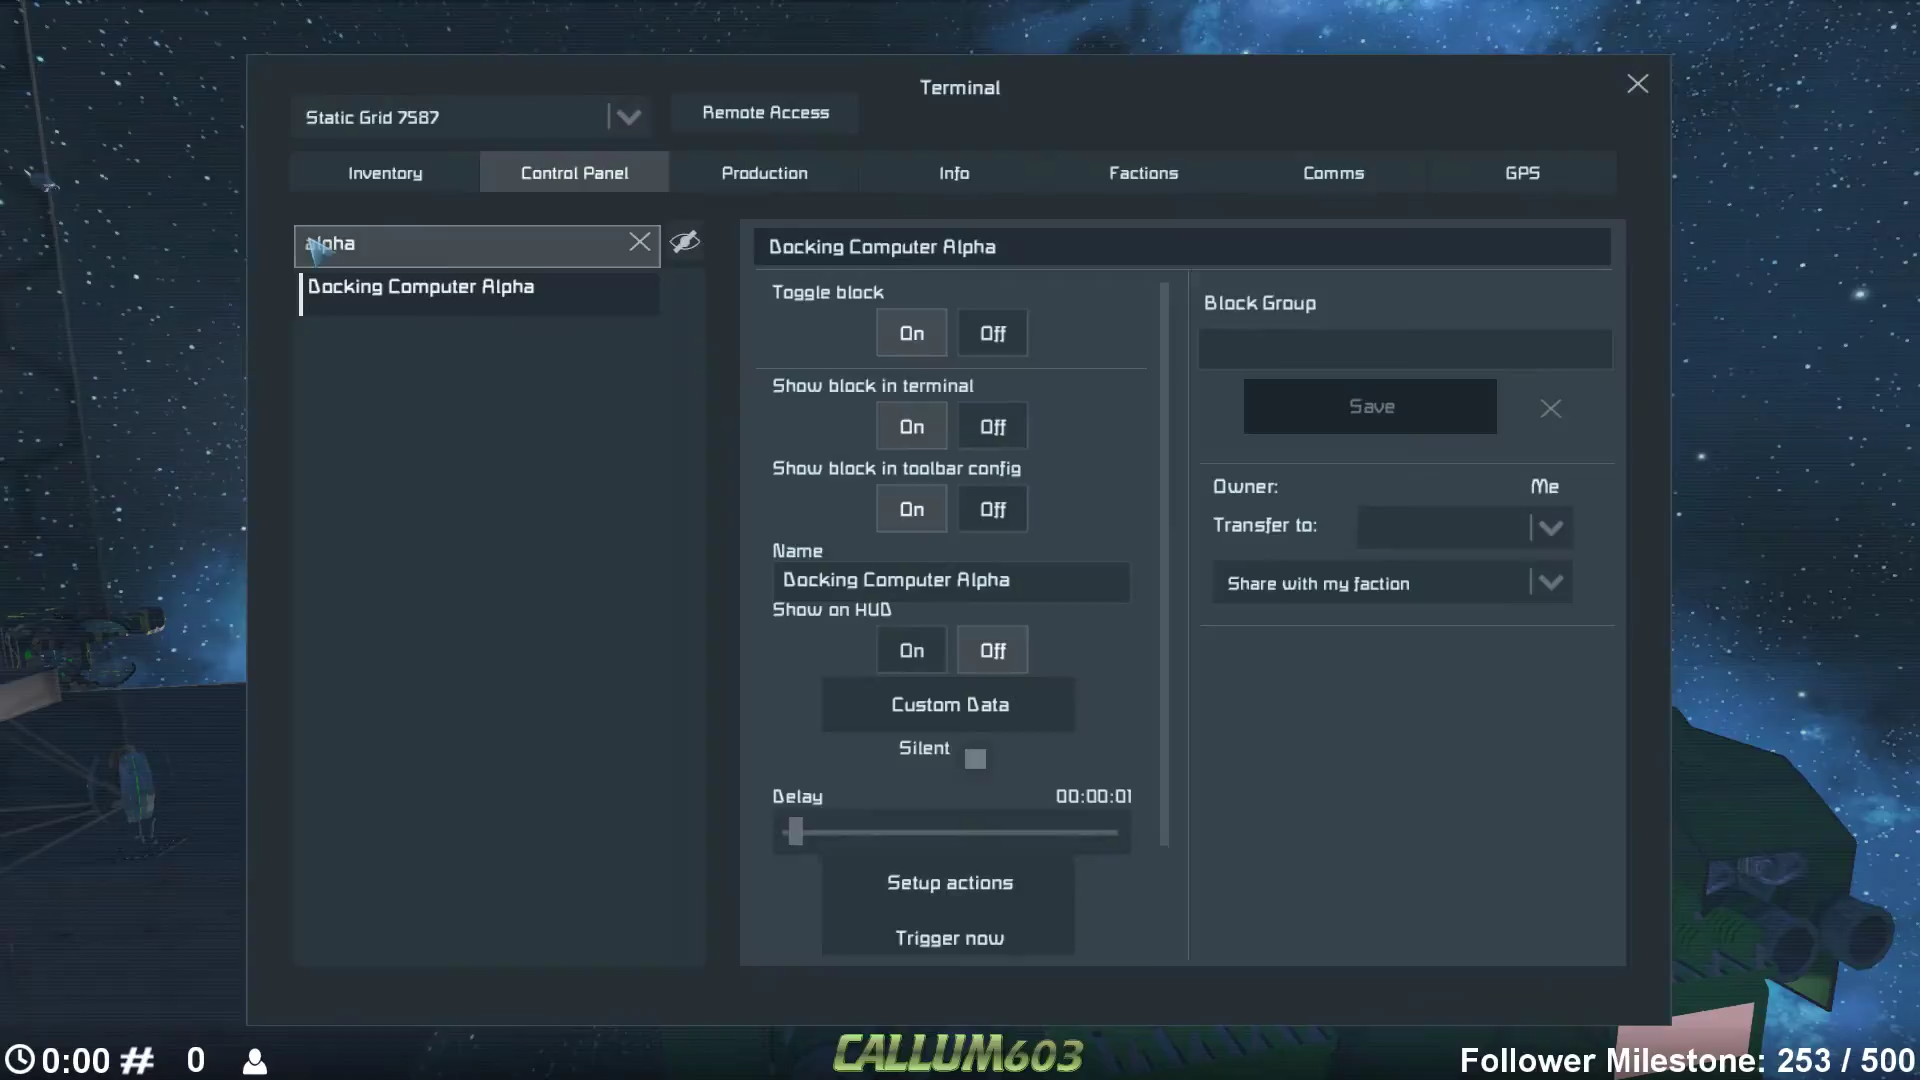 Terminal
Static Grid 7587
Remote Access
Inventory
Control Panel
Production
Info
Factions
Comms
GPS
alpha
Docking Computer Alpha
Docking Computer Alpha
Toggle block
On
Off
Show block in terminal
On
Off
Show block in toolbar config
On
Off
Name
Docking Computer Alpha
Show on HUD
On
Off
Custom Data
Silent
Delay
00:00:01
Setup actions
Trigger now
Block Group
Save
Owner:
Me
Transfer to:
Share with my faction
0:00 # 0
CALLUM603
Follower Milestone: 253 / 500